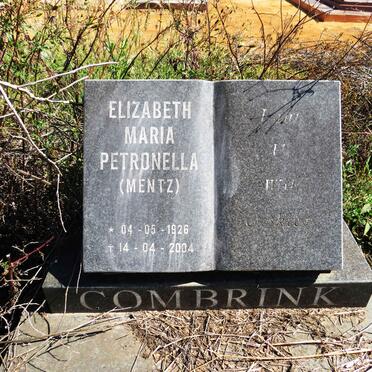 ELIZABETH
MARIA
PETRONELLA
(MENTZ)
* 04-05-1926
† 14-04-2004
COMBRINK